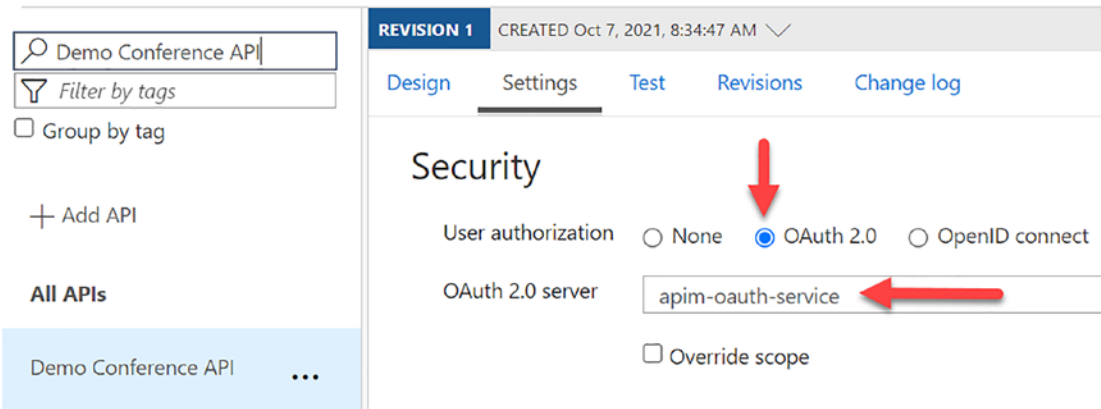 Demo Conference API
Filter by tags
Group by tag
+ Add API
All APIs
Demo Conference API ...
REVISION 1 CREATED Oct 7, 2021, 8:34:47 AM
Design Settings Test Revisions Change log
Security
User authorization None OAuth 2.0 OpenID connect
OAuth 2.0 server apim-oauth-service
Override scope